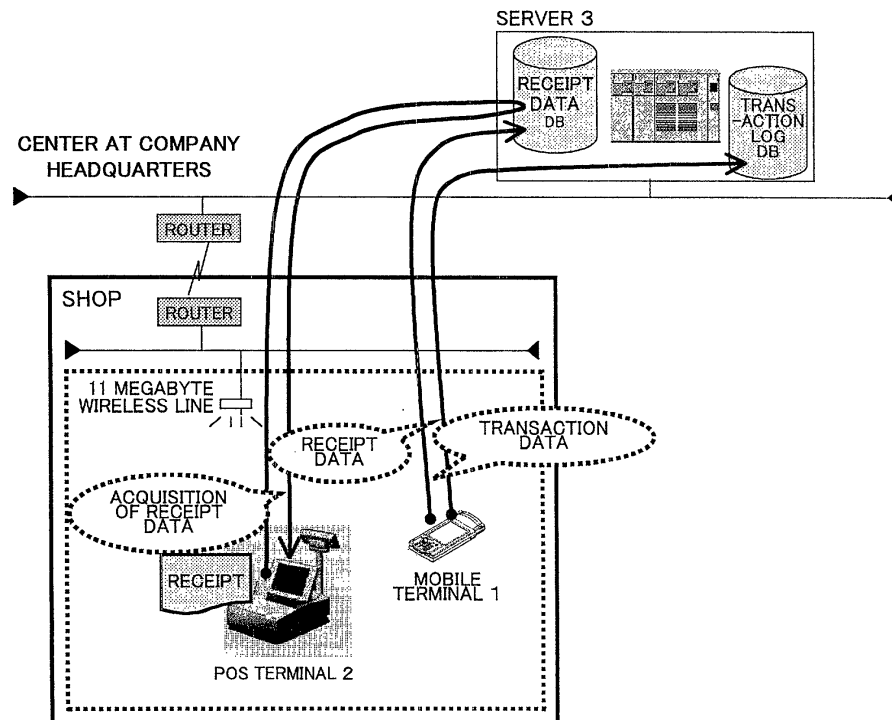 SERVER 3
RECEIPT
DATA
DB
TRANS
-ACTION
LOG
DB
CENTER AT COMPANY
HEADQUARTERS
ROUTER
SHOP
ROUTER
11 MEGABYTE
WIRELESS LINE
RECEIPT
DATA
TRANSACTION
DATA
ACQUISITION
OF RECEIPT
DATA
RECEIPT
MOBILE
TERMINAL 1
POS TERMINAL 2